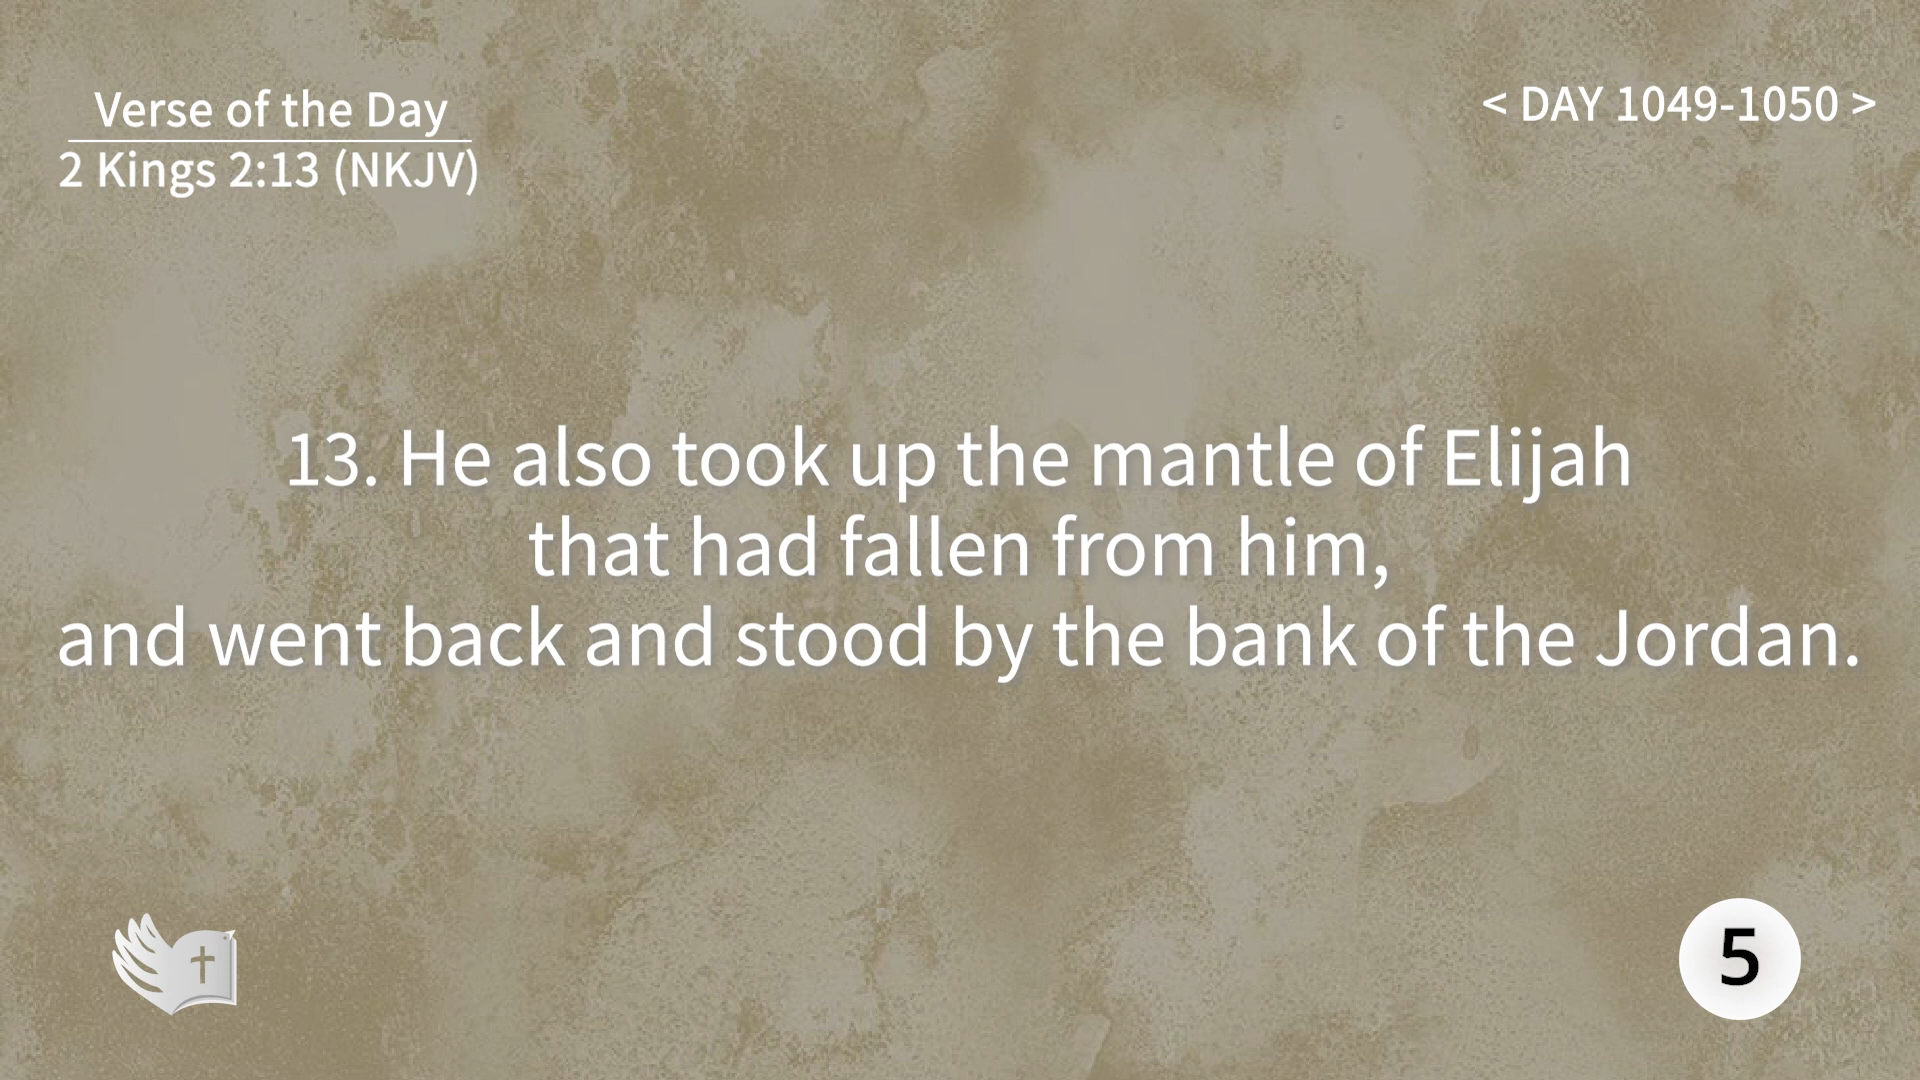 Verse of the Day
2 Kings 2:13 (NKJV)
< DAY 1049-1050 >
13. He also took up the mantle of Elijah
that had fallen from him,
and went back and stood by the bank of the Jordan.
5